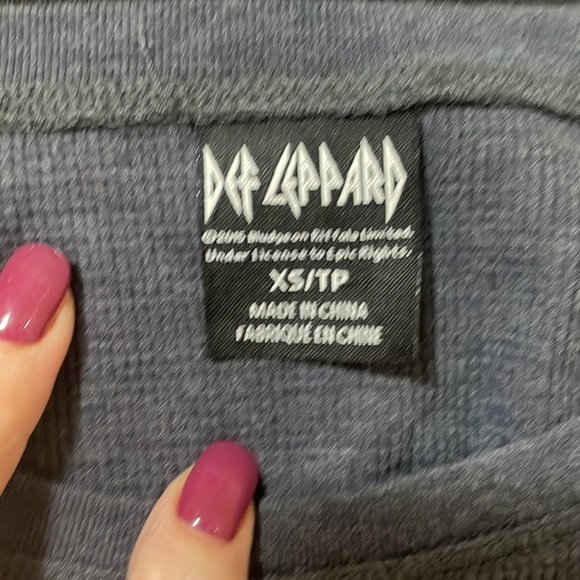 DEF LEPPARD
©2015 Bludgeon Riffola Limited.
Under License to Epic Rights.
XS/TP
MADE IN CHINA
FABRIQUÉ EN CHINE